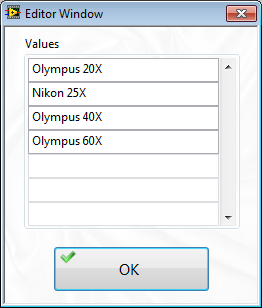 Editor Window
Values
Olympus 20X
Nikon 25X
Olympus 40X
Olympus 60X
OK